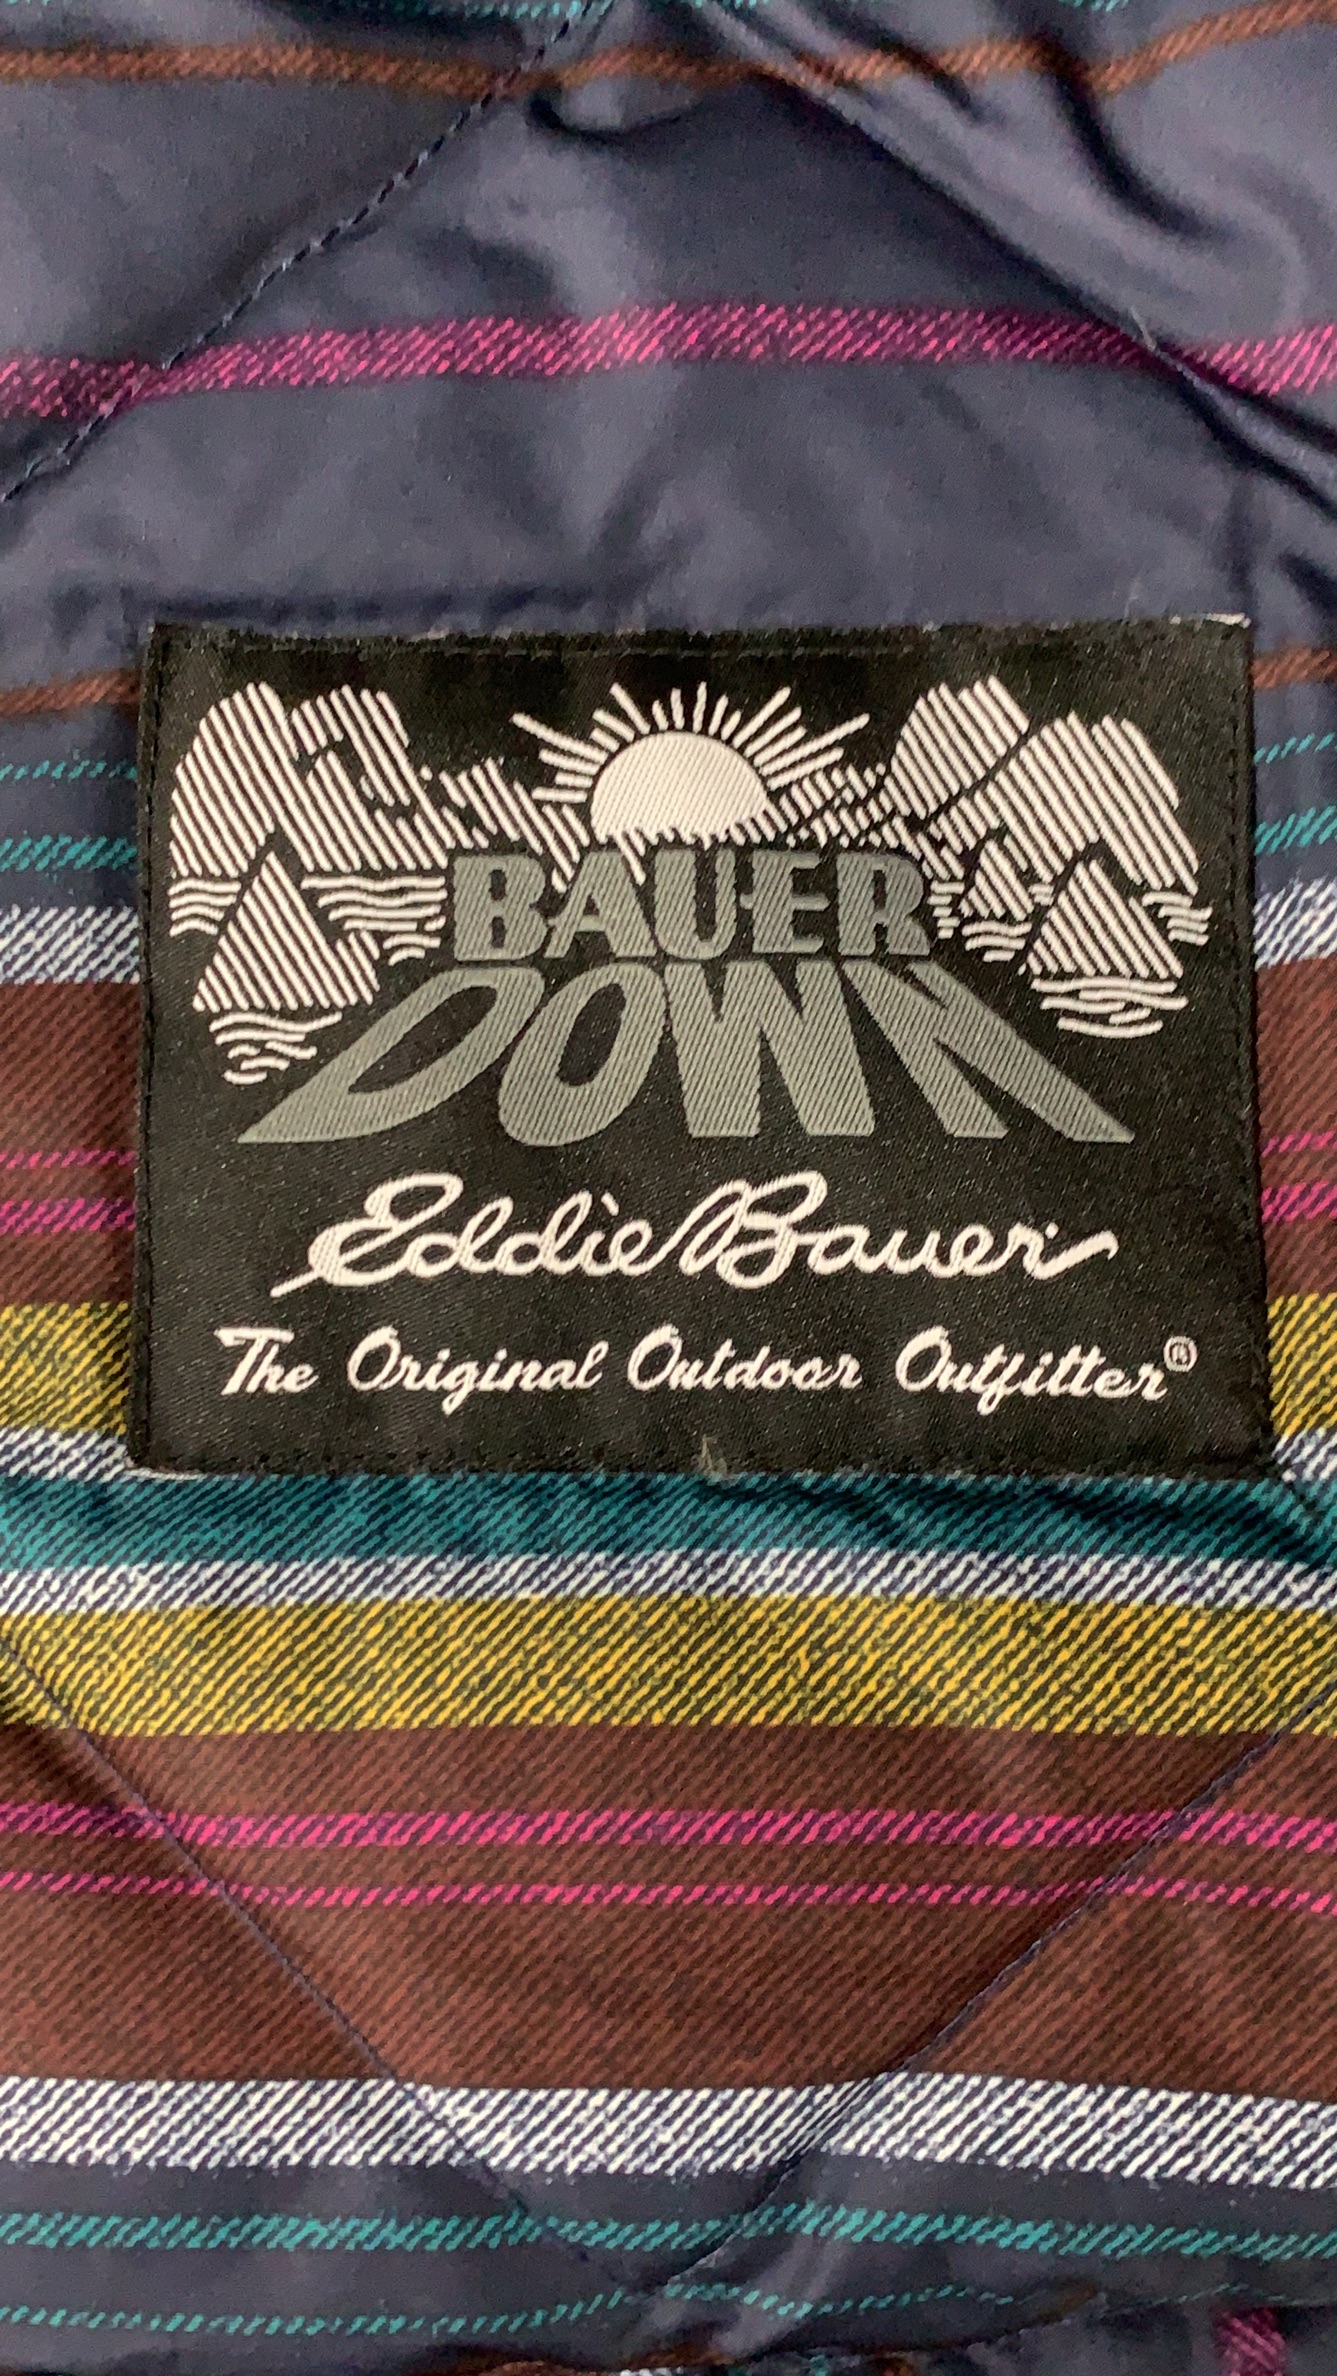 BAUER
DOWN
Eddie Bauer
The Original Outdoor Outfitter®